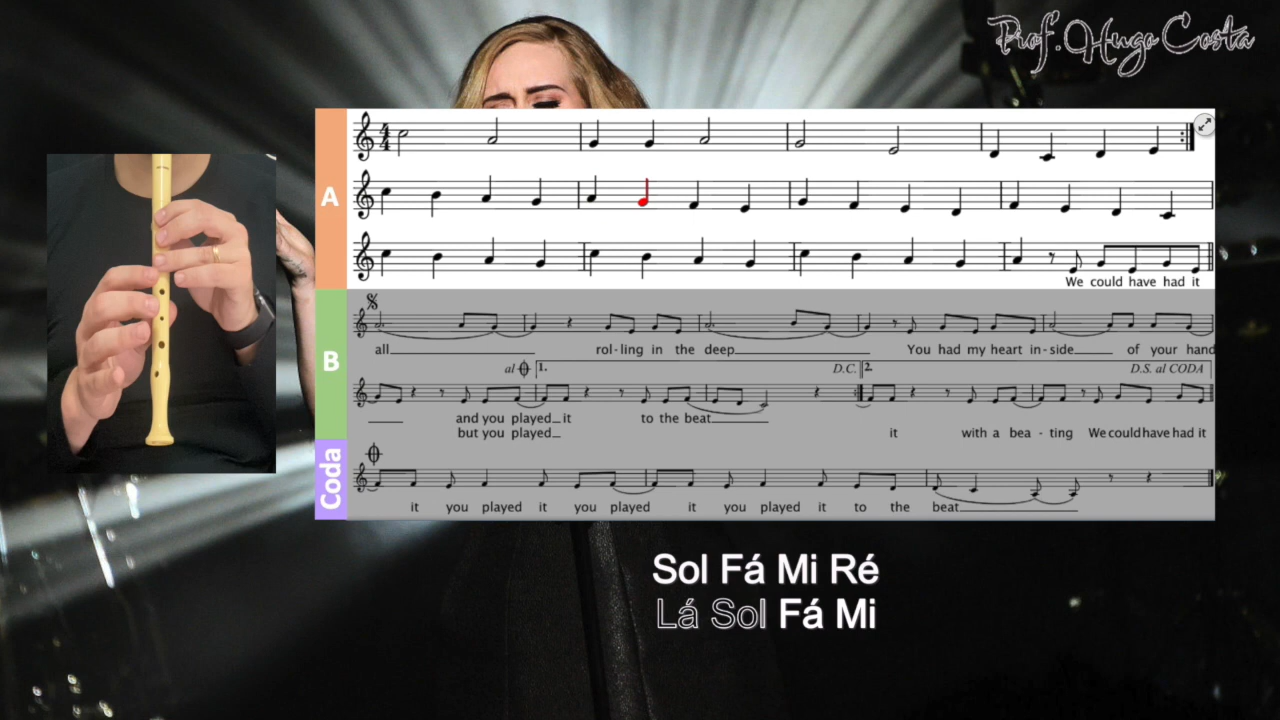 Prof. Hugo Costa
A
4
4
We could have had it
B
all rol-ling in the deep You had my heart in-side of your hand
al 1. D.C. 2. D.S. al CODA
and you played it to the beat
but you played it with a bea - ting We could have had it
Coda
it you played it you played it you played it to the beat
Sol Fá Mi Ré
Lá Sol Fá Mi